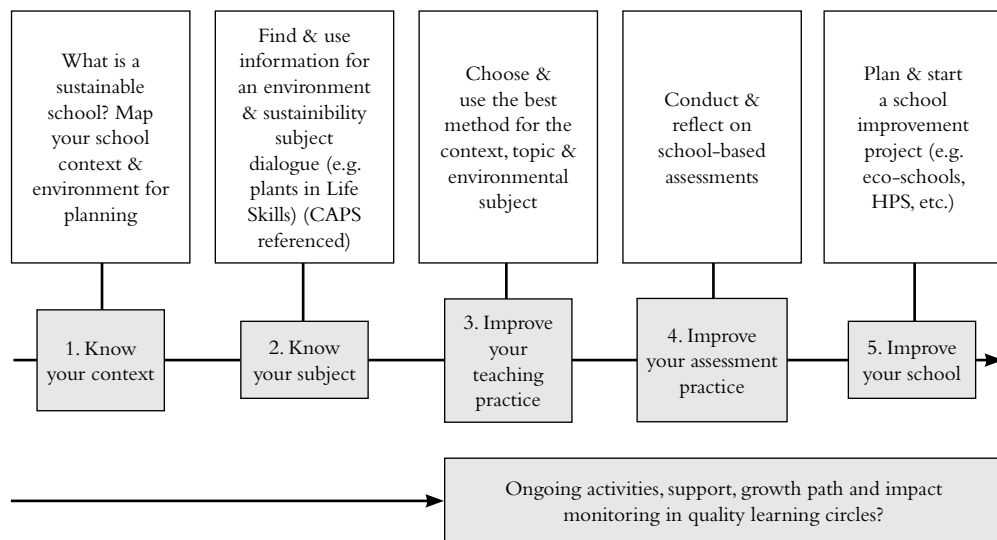 What is a
sustainable
school? Map
your school
context &
environment for
planning
Find & use
information for
an environment
& sustainibility
subject
dialogue (e.g.
plants in Life
Skills) (CAPS
referenced)
Choose &
use the best
method for the
context, topic &
environmental
subject
Conduct &
reflect on
school-based
assessments
Plan & start
a school
improvement
project (e.g.
eco-schools,
HPS, etc.)
1. Know
your context
2. Know
your subject
3. Improve
your
teaching
practice
4. Improve
your assessment
practice
5. Improve
your school
Ongoing activities, support, growth path and impact
monitoring in quality learning circles?